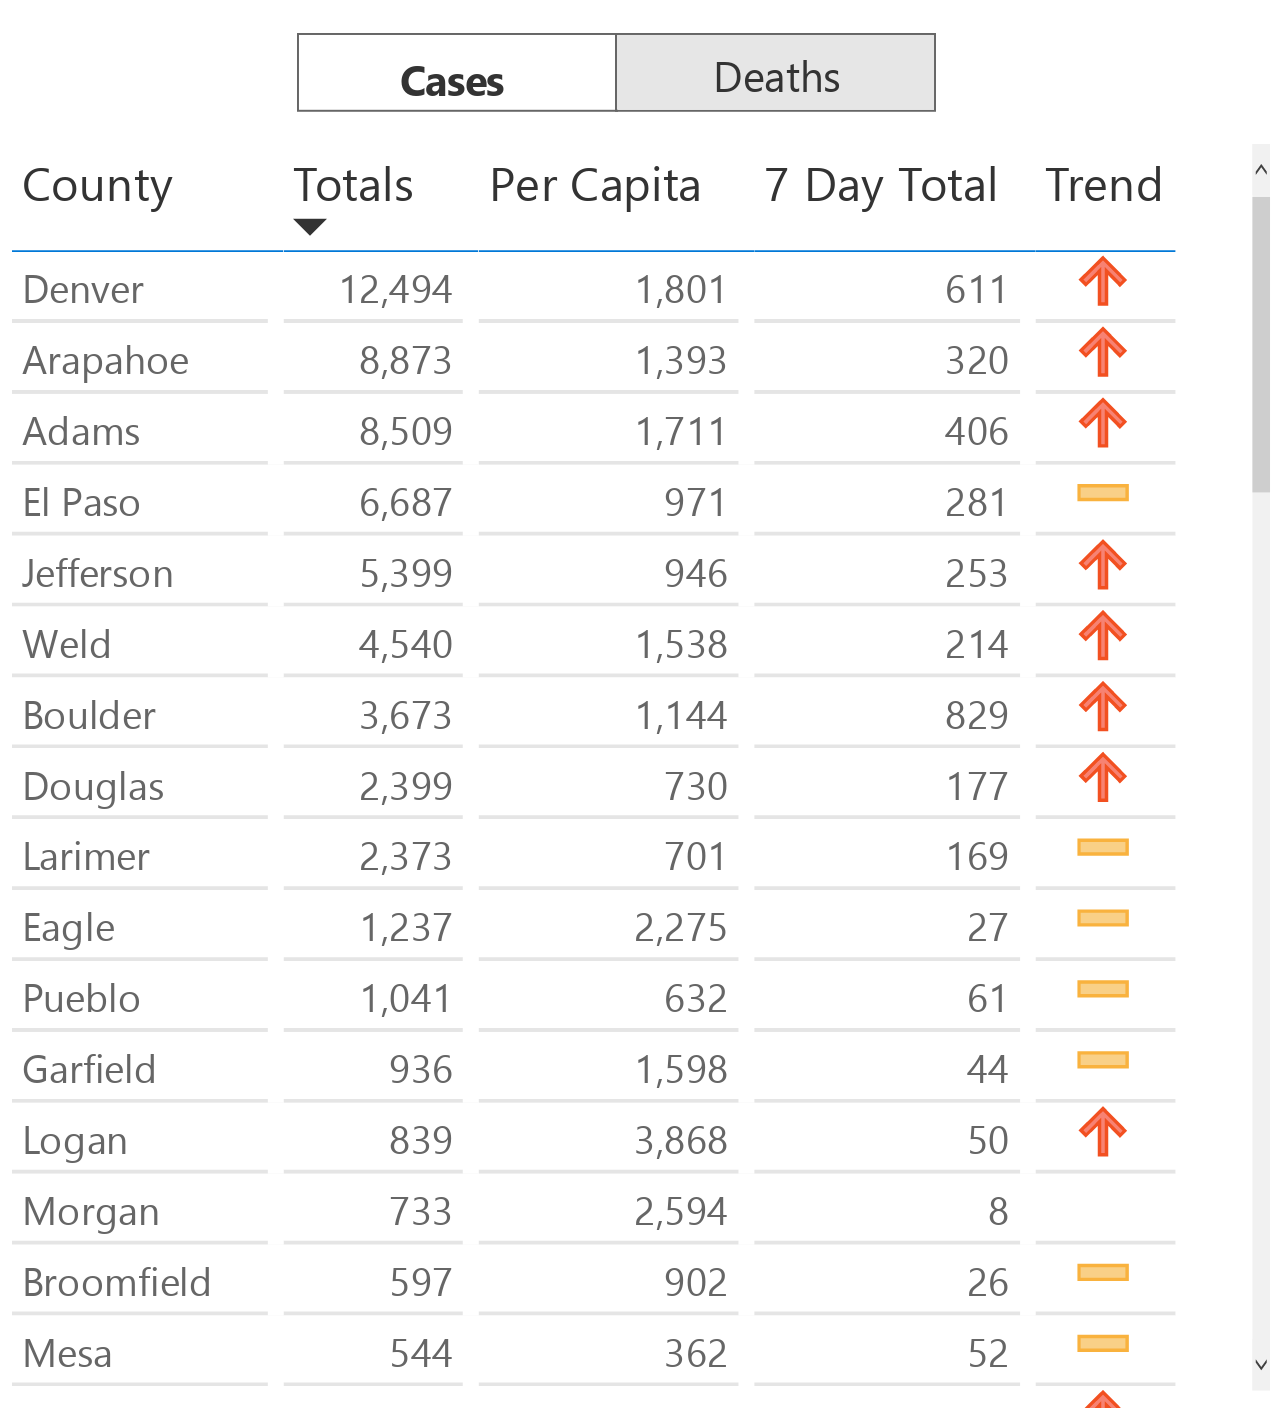 Cases Deaths
County Totals Per Capita 7 Day Total Trend
Denver 12,494 1,801 611
Arapahoe 8,873 1,393 320
Adams 8,509 1,711 406
El Paso 6,687 971 281
Jefferson 5,399 946 253
Weld 4,540 1,538 214
Boulder 3,673 1,144 829
Douglas 2,399 730 177
Larimer 2,373 701 169
Eagle 1,237 2,275 27
Pueblo 1,041 632 61
Garfield 936 1,598 44
Logan 839 3,868 50
Morgan 733 2,594 8
Broomfield 597 902 26
Mesa 544 362 52